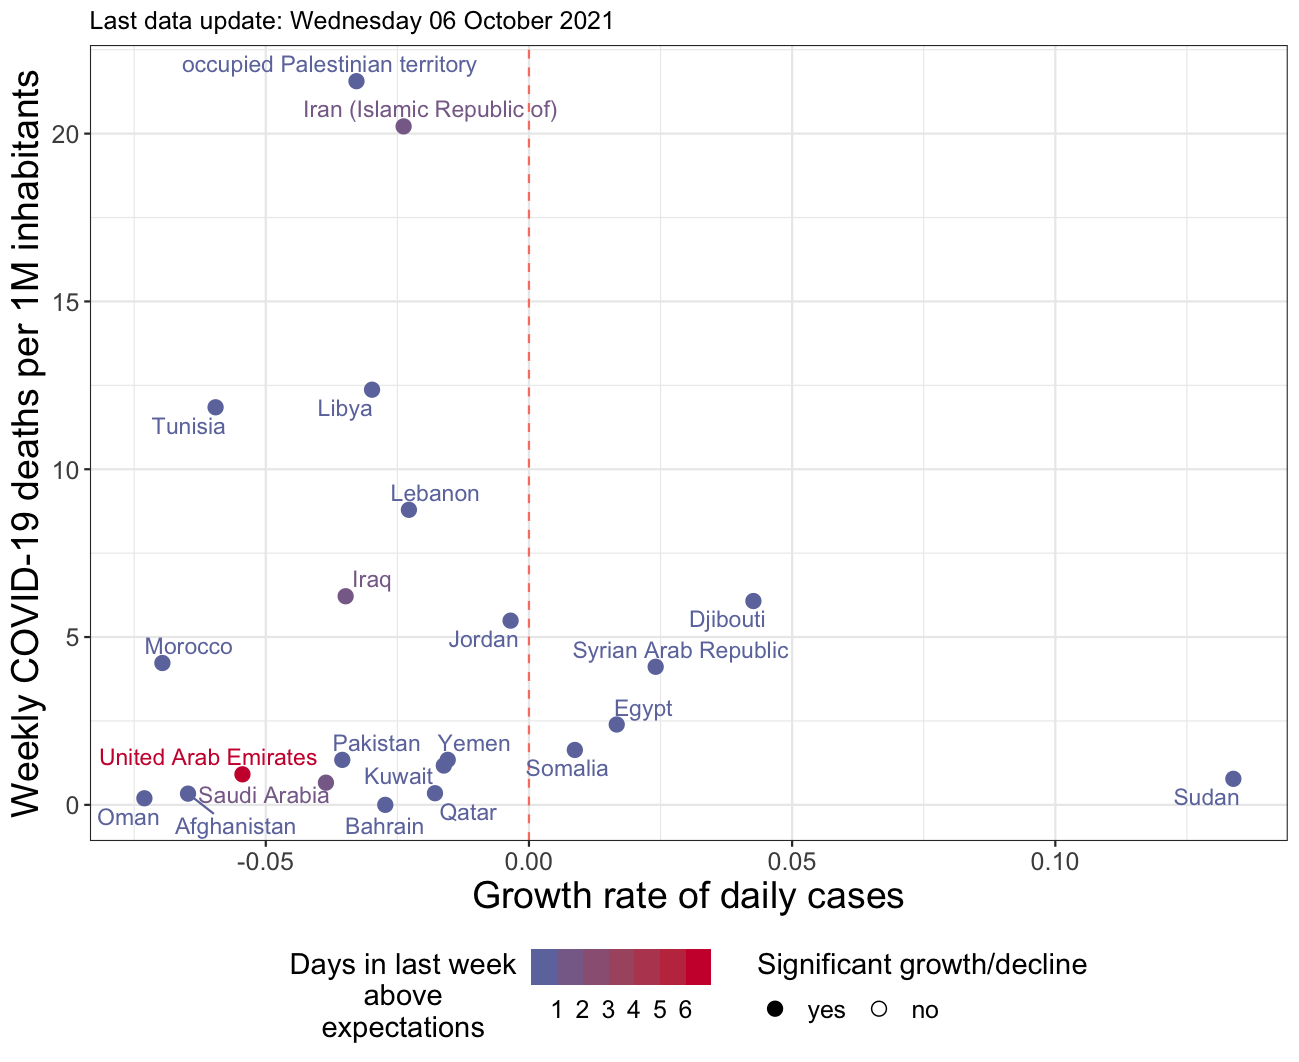 Last data update: Wednesday 06 October 2021
occupied Palestinian territory
Iran (Islamic Republic of)
Tunisia
Libya
Lebanon
Iraq
Djibouti
Jordan
Morocco
Syrian Arab Republic
Egypt
Pakistan
Yemen
United Arab Emirates
Kuwait
Somalia
Saudi Arabia
Sudan
Oman
Qatar
Afghanistan
Bahrain
20
15
10
5
0
Weekly COVID-19 deaths per 1M inhabitants
-0.05 0.00 0.05 0.10
Growth rate of daily cases
Days in last week
above
expectations
1 2 3 4 5 6
Significant growth/decline
yes no